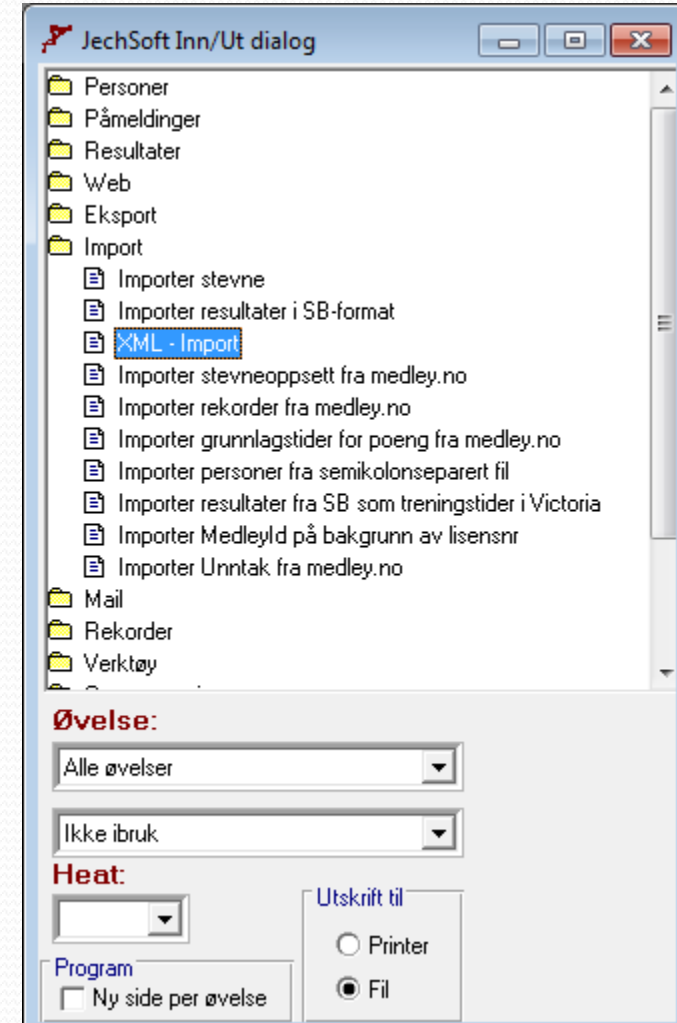 JechSoft Inn/Ut dialog
Personer
Påmeldinger
Resultater
Web
Eksport
Import
Importer stevne
Importer resultater i SB-format
XML - Import
Importer stevneoppsett fra medley.no
Importer rekorder fra medley.no
Importer grunnlagstider for poeng fra medley.no
Importer personer fra semikolonseparert fil
Importer resultater fra SB som treningstider i Victoria
Importer MedleyId på bakgrunn av lisensnr
Importer Unntak fra medley.no
Mail
Rekorder
Verktøy
Øvelse:
Alle øvelser
Ikke ibruk
Heat:
Utskrift til
Printer
Fil
Program
Ny side per øvelse